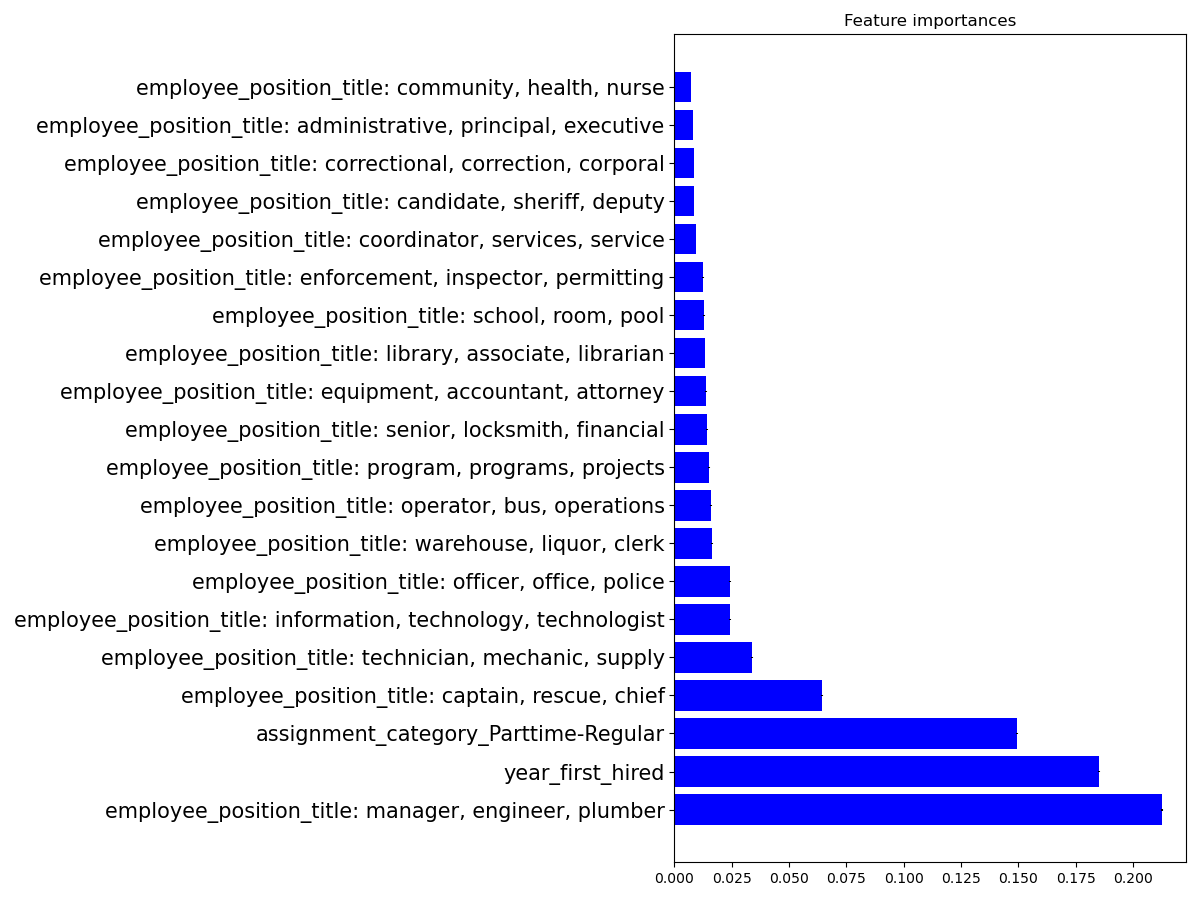 Feature importances
employee_position_title: community, health, nurse
employee_position_title: administrative, principal, executive
employee_position_title: correctional, correction, corporal
employee_position_title: candidate, sheriff, deputy
employee_position_title: coordinator, services, service
employee_position_title: enforcement, inspector, permitting
employee_position_title: school, room, pool
employee_position_title: library, associate, librarian
employee_position_title: equipment, accountant, attorney
employee_position_title: senior, locksmith, financial
employee_position_title: program, programs, projects
employee_position_title: operator, bus, operations
employee_position_title: warehouse, liquor, clerk
employee_position_title: officer, office, police
employee_position_title: information, technology, technologist
employee_position_title: technician, mechanic, supply
employee_position_title: captain, rescue, chief
assignment_category_Parttime-Regular
year_first_hired
employee_position_title: manager, engineer, plumber
0.000 0.025 0.050 0.075 0.100 0.125 0.150 0.175 0.200